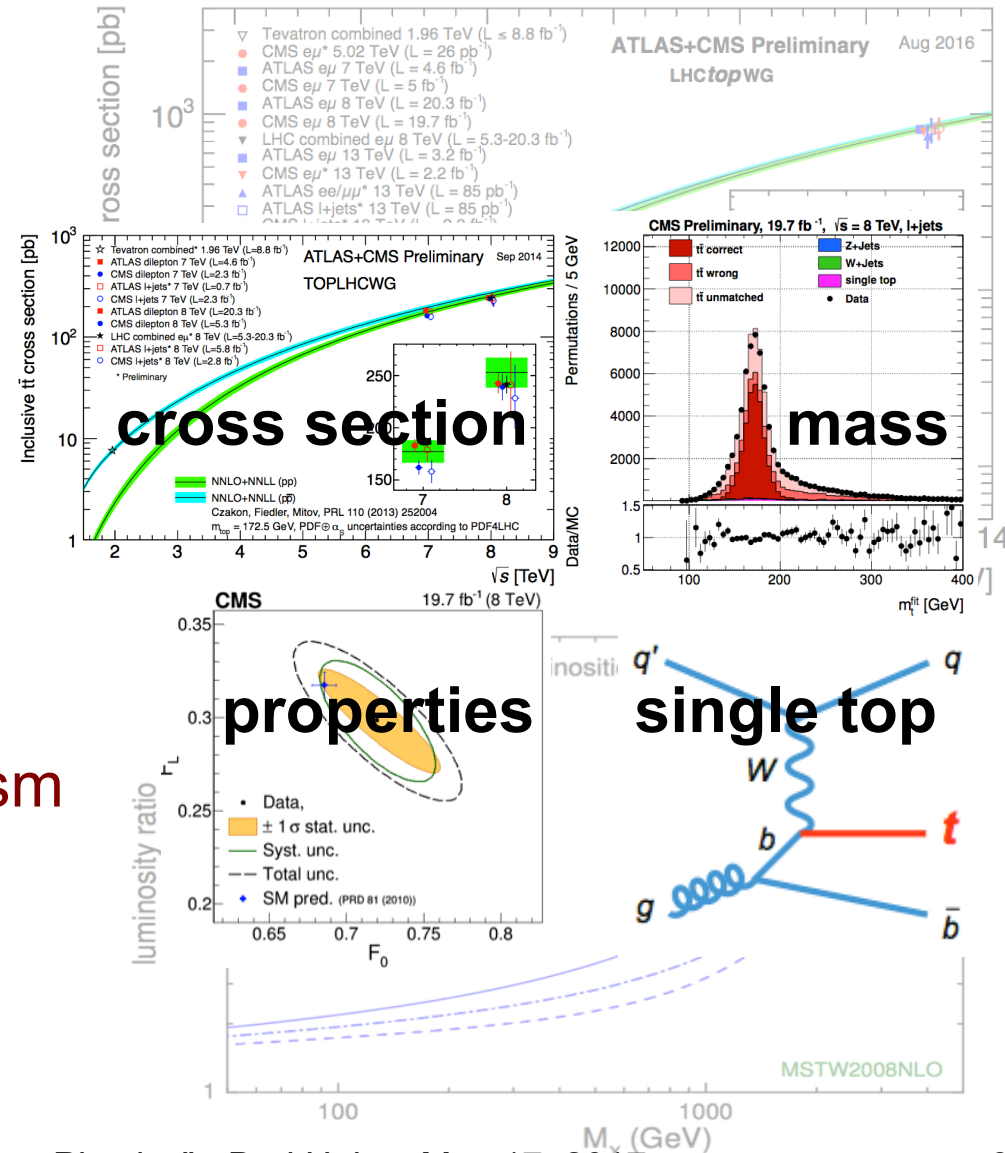 ross section [pb]
10³
Tevatron combined 1.96 TeV (L ≤ 8.8 fb⁻¹)
CMS eμ* 5.02 TeV (L = 26 pb⁻¹)
ATLAS eμ 7 TeV (L = 4.6 fb⁻¹)
CMS eμ 7 TeV (L = 5 fb⁻¹)
ATLAS eμ 8 TeV (L = 20.3 fb⁻¹)
CMS eμ 8 TeV (L = 19.7 fb⁻¹)
LHC combined eμ 8 TeV (L = 5.3-20.3 fb⁻¹)
ATLAS eμ 13 TeV (L = 3.2 fb⁻¹)
CMS eμ* 13 TeV (L = 2.2 fb⁻¹)
ATLAS ee/μμ* 13 TeV (L = 85 pb⁻¹)
ATLAS l+jets* 13 TeV (L = 85 pb⁻¹)
ATLAS+CMS Preliminary Aug 2016
LHCtopWG
Inclusive tt̄ cross section [pb]
10³
10²
10
1
Tevatron combined* 1.96 TeV (L=8.8 fb⁻¹)
ATLAS dilepton 7 TeV (L=4.6 fb⁻¹)
CMS dilepton 7 TeV (L=2.3 fb⁻¹)
ATLAS l+jets* 7 TeV (L=0.7 fb⁻¹)
CMS l+jets 7 TeV (L=2.3 fb⁻¹)
ATLAS dilepton 8 TeV (L=20.3 fb⁻¹)
CMS dilepton 8 TeV (L=5.3 fb⁻¹)
LHC combined eμ* 8 TeV (L=5.3-20.3 fb⁻¹)
ATLAS l+jets* 8 TeV (L=5.8 fb⁻¹)
CMS l+jets* 8 TeV (L=2.8 fb⁻¹)
* Preliminary
ATLAS+CMS Preliminary Sep 2014
TOPLHCWG
250
200
150
7 8
cross section
NNLO+NNLL (pp)
NNLO+NNLL (pp̄)
Czakon, Fiedler, Mitov, PRL 110 (2013) 252004
m_top = 172.5 GeV, PDF⊕α_S uncertainties according to PDF4LHC
2 3 4 5 6 7 8 9
√s [TeV]
CMS Preliminary, 19.7 fb⁻¹, √s = 8 TeV, l+jets
Permutations / 5 GeV
12000
10000
8000
6000
4000
2000
tt̄ correct
tt̄ wrong
tt̄ unmatched
Z+Jets
W+Jets
single top
Data
mass
Data/MC
1.5
1
0.5
100 200 300 400
m_t^fit [GeV]
14
V]
CMS 19.7 fb⁻¹ (8 TeV)
F_L
0.35
0.3
0.25
0.2
properties
Data,
± 1σ stat. unc.
Syst. unc.
Total unc.
SM pred. (PRD 81 (2010))
0.65 0.7 0.75 0.8
F₀
inositi
single top
q' q
W
b t
g b̄
sm
luminosity ratio
1
100 1000
M_X (GeV)
MSTW2008NLO